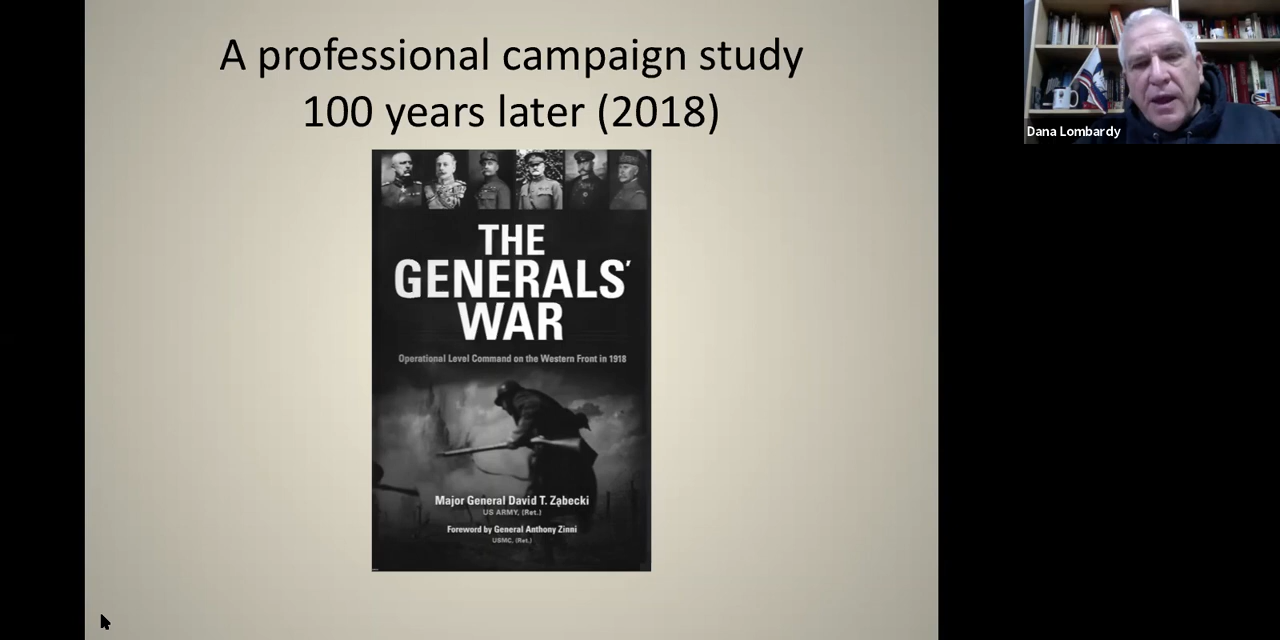 A professional campaign study
100 years later (2018)
THE
GENERALS'
WAR
Operational Level Command on the Western Front in 1918
Major General David T. Ząbecki
US ARMY, (Ret.)
Foreword by General Anthony Zinni
USMC, (Ret.)
Dana Lombardy